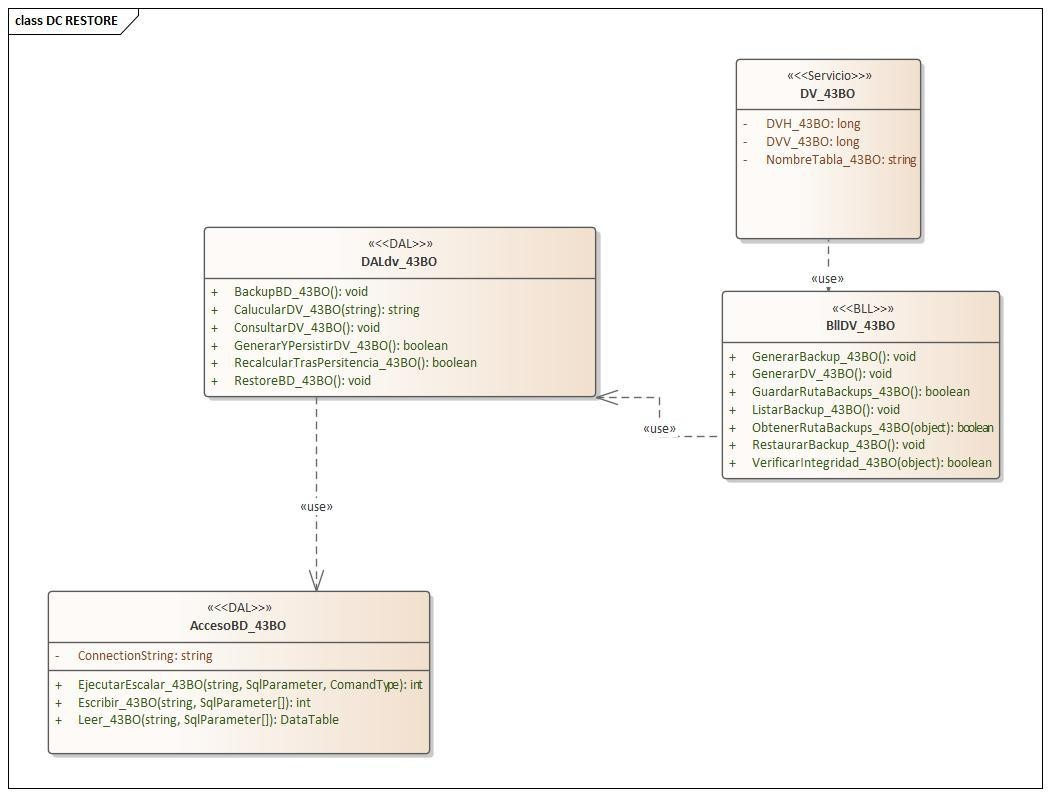 class DC RESTORE
«<<Servicio>>»
DV_43BO
- DVH_43BO: long
- DVV_43BO: long
- NombreTabla_43BO: string
«use»
«<<BLL>>»
BllDV_43BO
+ GenerarBackup_43BO(): void
+ GenerarDV_43BO(): void
+ GuardarRutaBackups_43BO(): boolean
+ ListarBackup_43BO(): void
+ ObtenerRutaBackups_43BO(object): boolean
+ RestaurarBackup_43BO(): void
+ VerificarIntegridad_43BO(object): boolean
«use»
«<<DAL>>»
DALdv_43BO
+ BackupBD_43BO(): void
+ CalucularDV_43BO(string): string
+ ConsultarDV_43BO(): void
+ GenerarYPersistirDV_43BO(): boolean
+ RecalcularTrasPersitencia_43BO(): boolean
+ RestoreBD_43BO(): void
«use»
«<<DAL>>»
AccesoBD_43BO
- ConnectionString: string
+ EjecutarEscalar_43BO(string, SqlParameter, ComandType): int
+ Escribir_43BO(string, SqlParameter[]): int
+ Leer_43BO(string, SqlParameter[]): DataTable